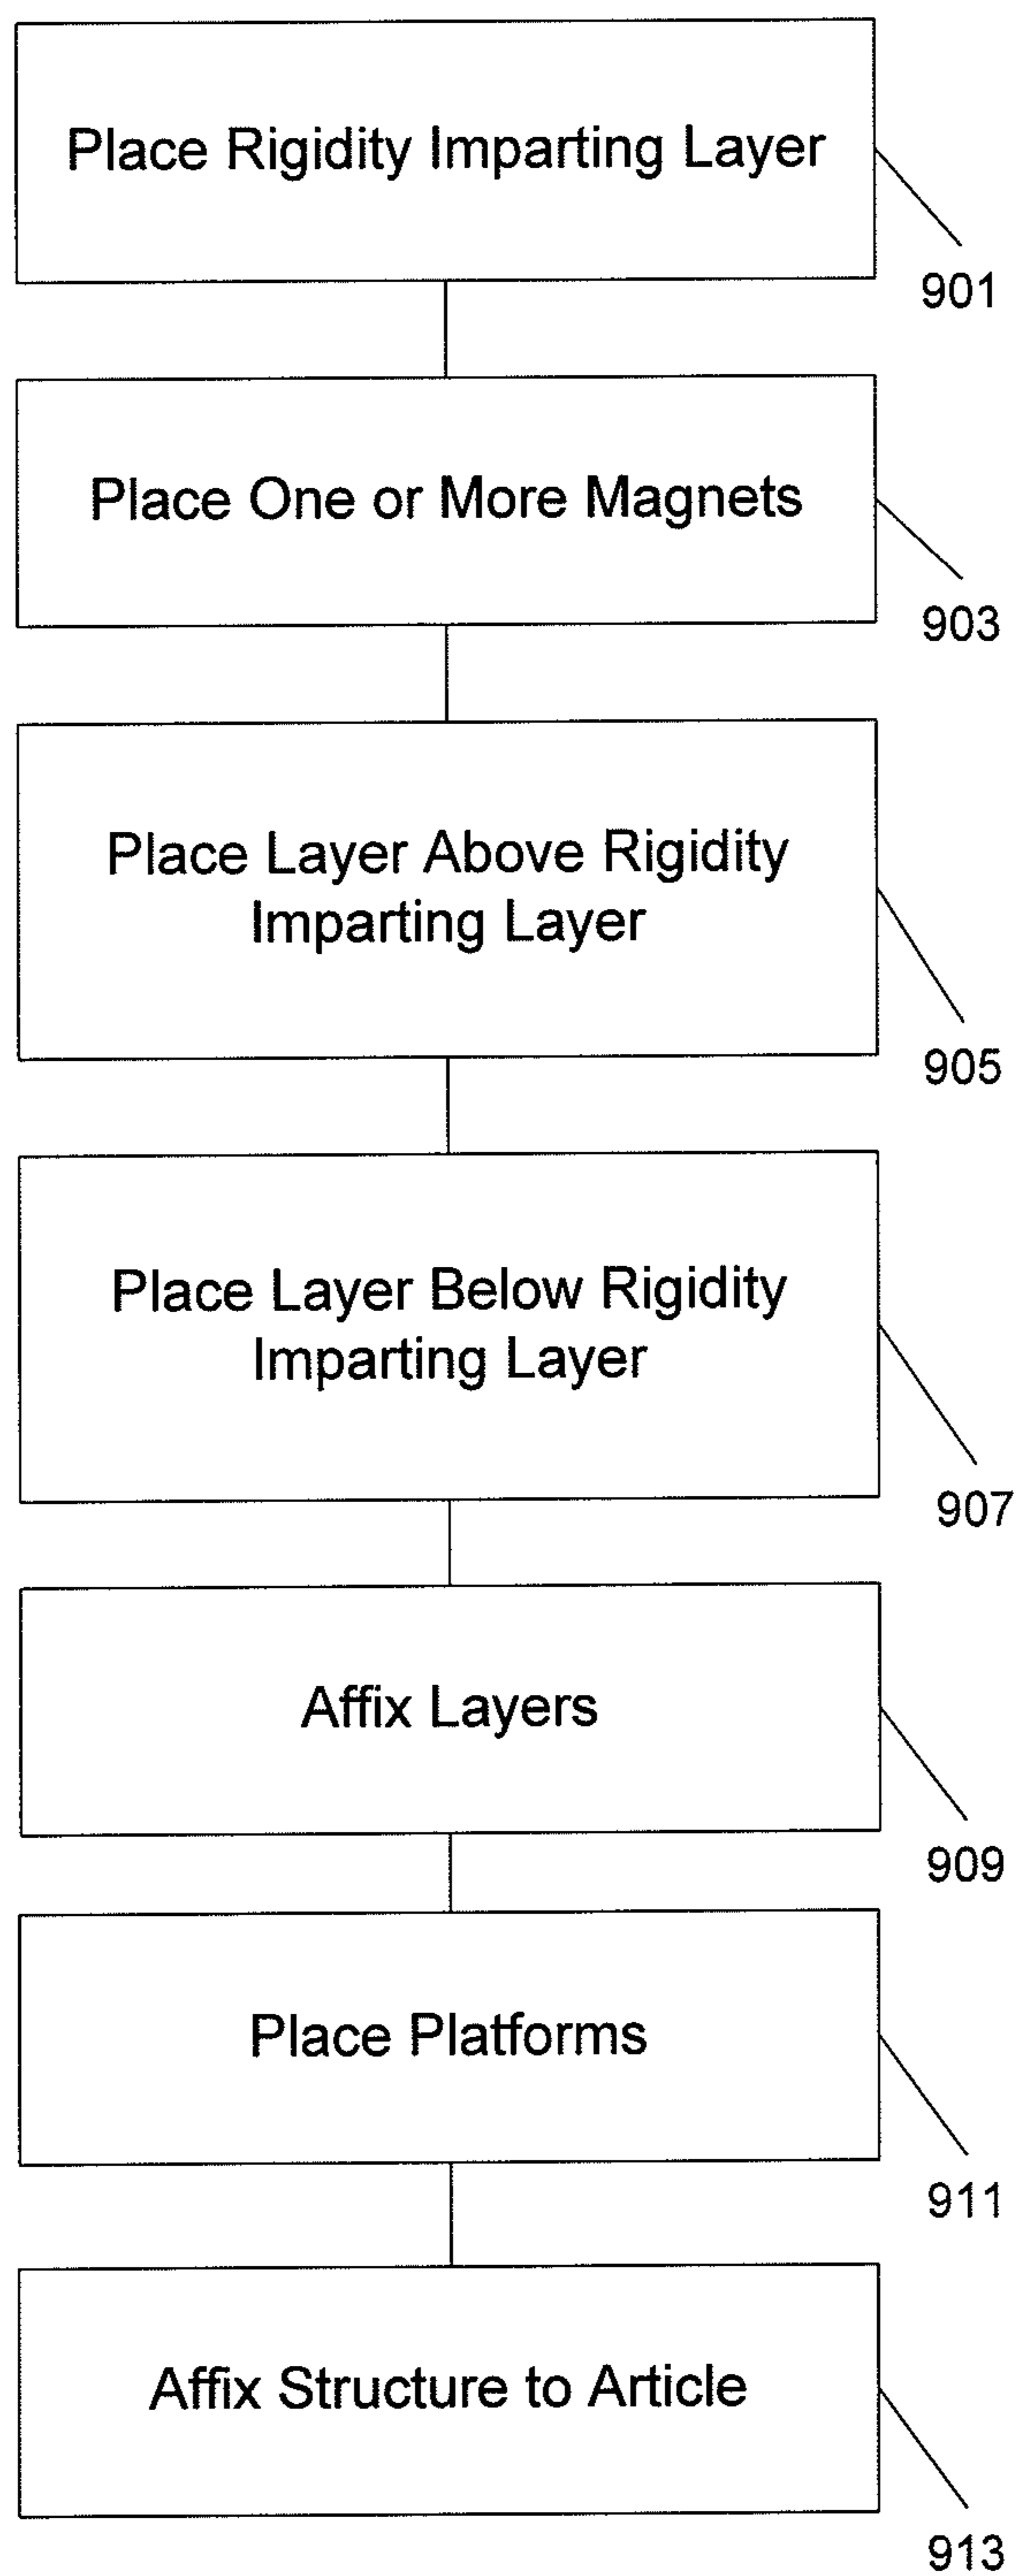 Place Rigidity Imparting Layer
901
Place One or More Magnets
903
Place Layer Above Rigidity
Imparting Layer
905
Place Layer Below Rigidity
Imparting Layer
907
Affix Layers
909
Place Platforms
911
Affix Structure to Article
913